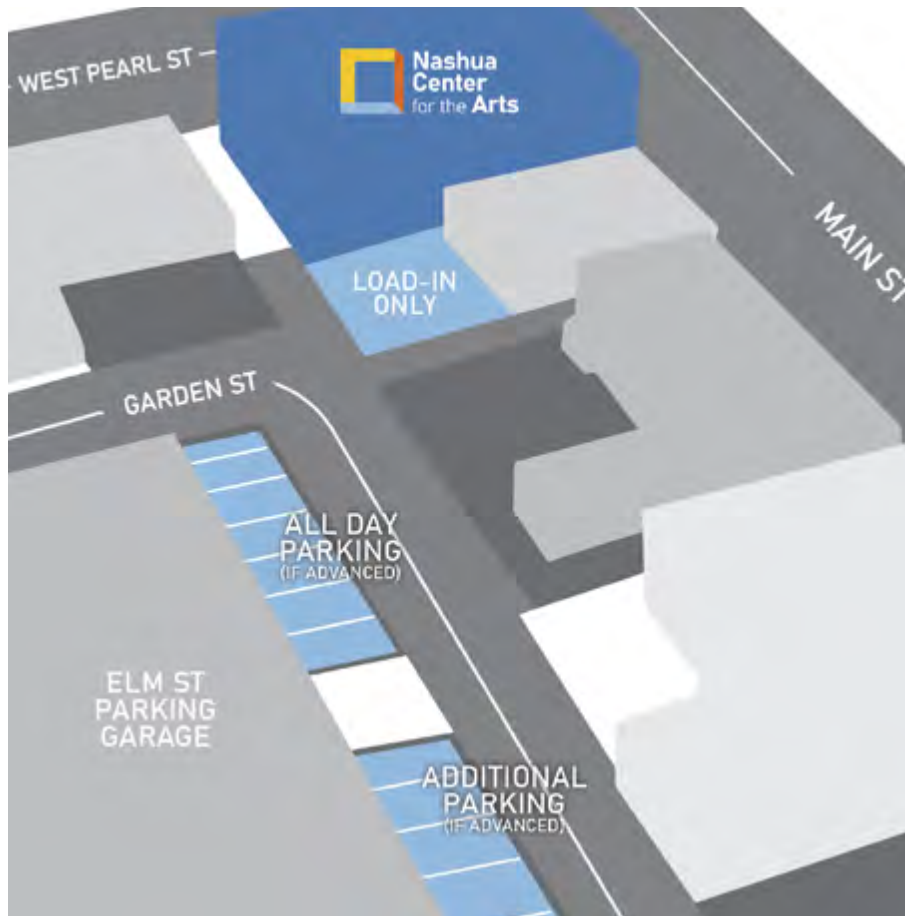 WEST PEARL ST
Nashua
Center
for the Arts
MAIN ST
LOAD-IN
ONLY
GARDEN ST
ALL DAY
PARKING
(IF ADVANCED)
ELM ST
PARKING
GARAGE
ADDITIONAL
PARKING
(IF ADVANCED)